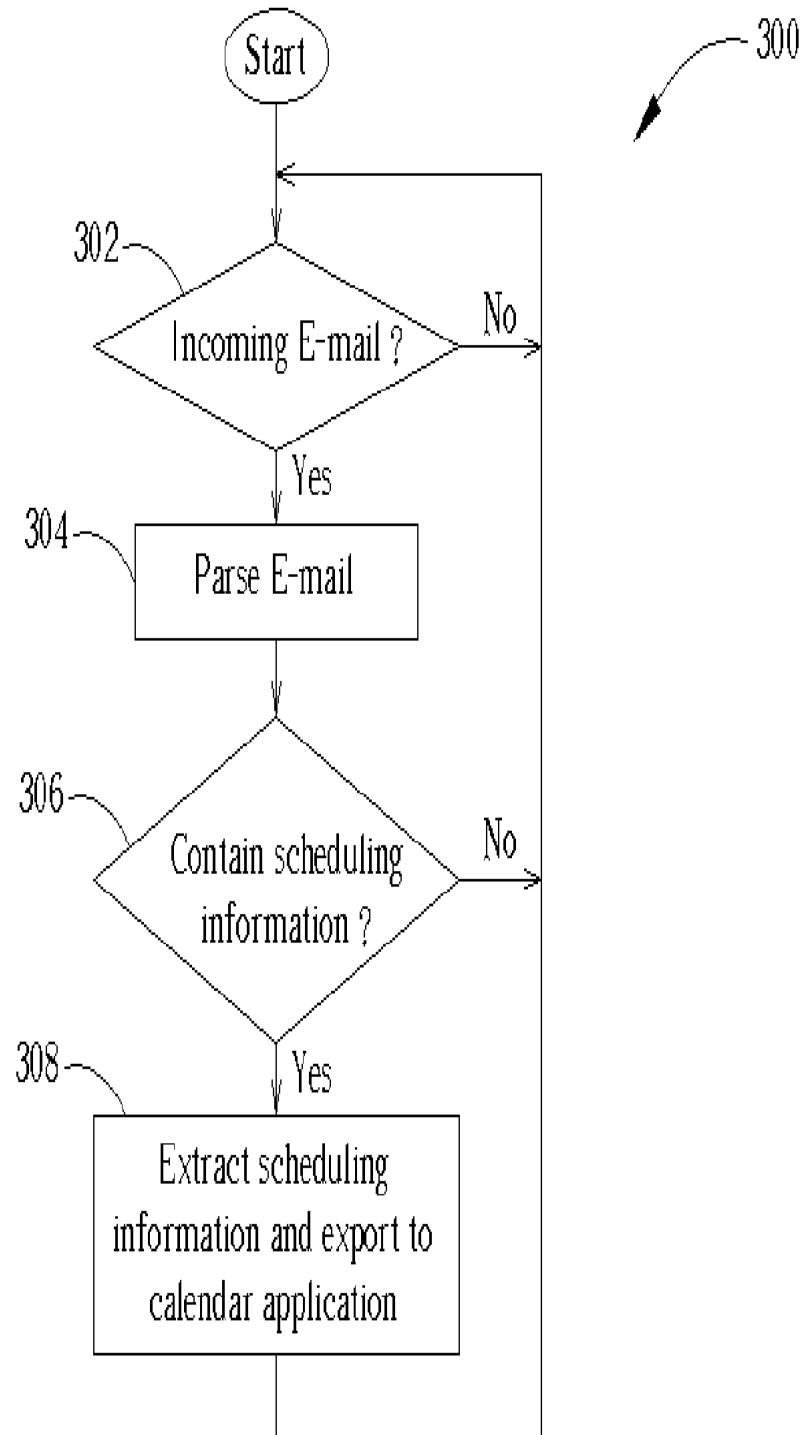 Start
300
302
Incoming E-mail ?
No
Yes
304
Parse E-mail
306
Contain scheduling
information ?
No
308
Yes
Extract scheduling
information and export to
calendar application